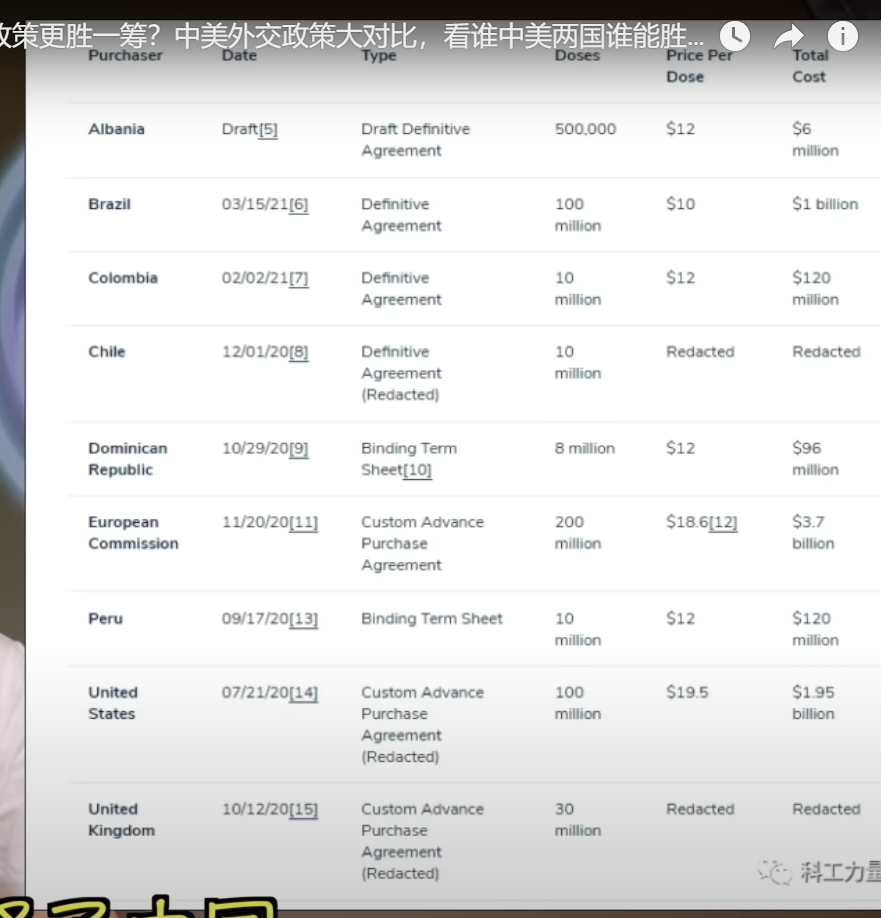 政策更胜一筹？中美外交政策大对比，看谁中美两国谁能胜...
Purchaser Date Type Doses Price Per Total
Dose Cost
Albania Draft[5] Draft Definitive 500,000 $12 $6
Agreement million
Brazil 03/15/21[6] Definitive 100 $10 $1 billion
Agreement million
Colombia 02/02/21[7] Definitive 10 $12 $120
Agreement million million
Chile 12/01/20[8] Definitive 10 Redacted Redacted
Agreement million
(Redacted)
Dominican 10/29/20[9] Binding Term 8 million $12 $96
Republic Sheet[10] million
European 11/20/20[11] Custom Advance 200 $18.6[12] $3.7
Commission Purchase million billion
Agreement
Peru 09/17/20[13] Binding Term Sheet 10 $12 $120
million million
United 07/21/20[14] Custom Advance 100 $19.5 $1.95
States Purchase million billion
Agreement
(Redacted)
United 10/12/20[15] Custom Advance 30 Redacted Redacted
Kingdom Purchase million
Agreement
(Redacted)
科工力量